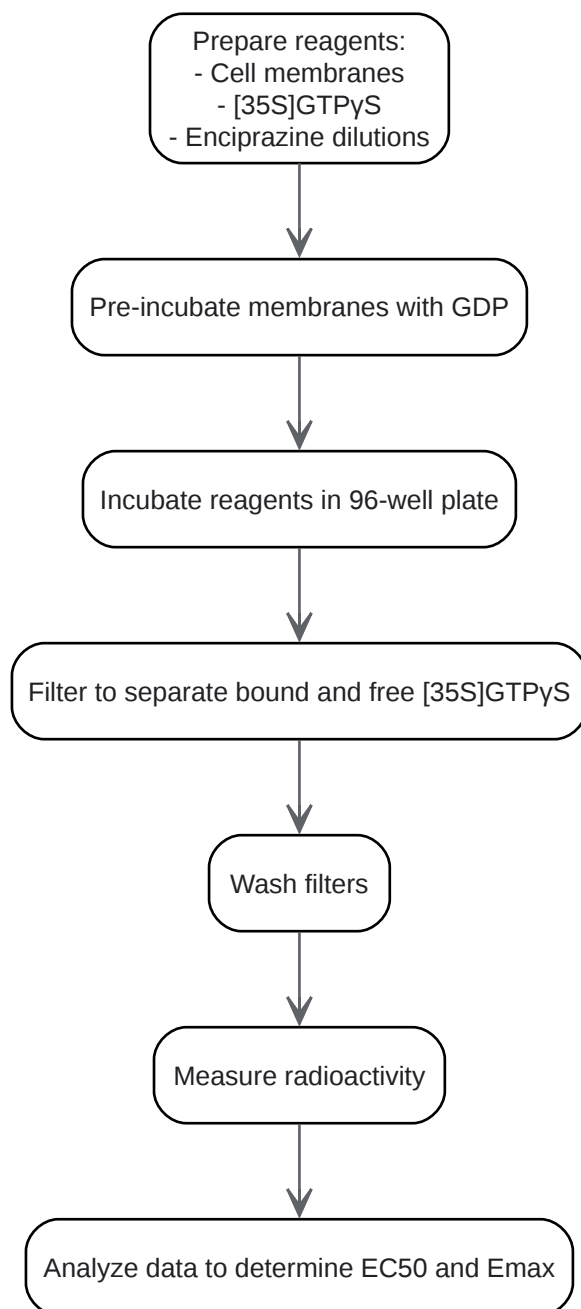 Prepare reagents:
- Cell membranes
- [35S]GTPγS
- Enciprazine dilutions
Pre-incubate membranes with GDP
Incubate reagents in 96-well plate
Filter to separate bound and free [35S]GTPγS
Wash filters
Measure radioactivity
Analyze data to determine EC50 and Emax